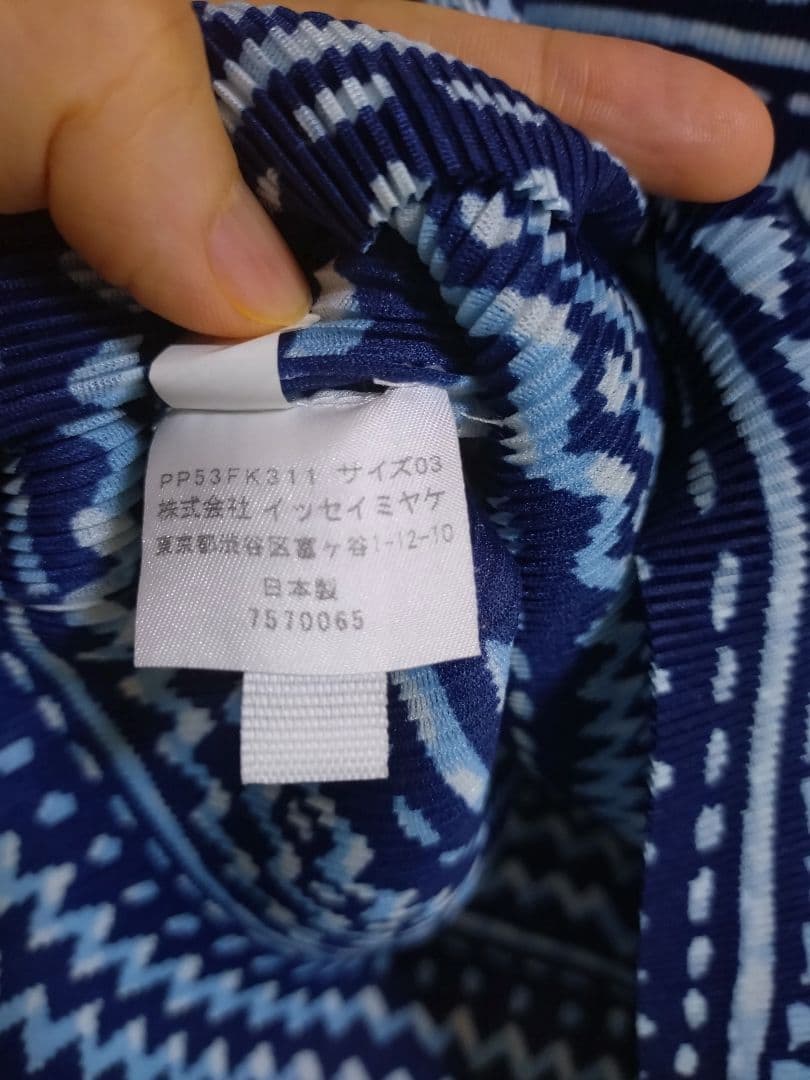 PP53FK311 サイズ03
株式会社 イッセイミヤケ
東京都渋谷区富ヶ谷1-12-10
日本製
7570065